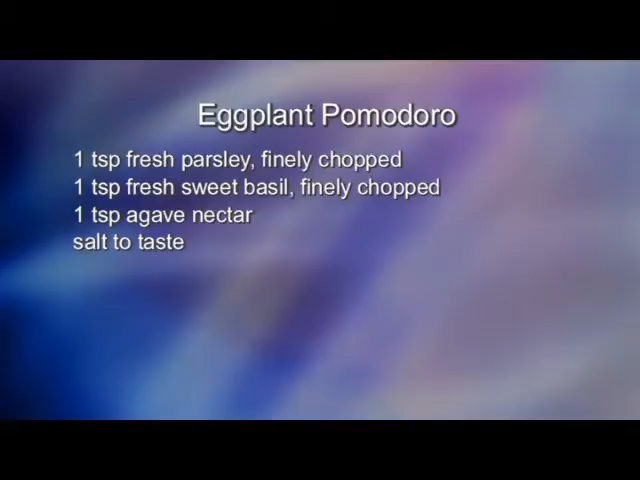 Eggplant Pomodoro
1 tsp fresh parsley, finely chopped
1 tsp fresh sweet basil, finely chopped
1 tsp agave nectar
salt to taste